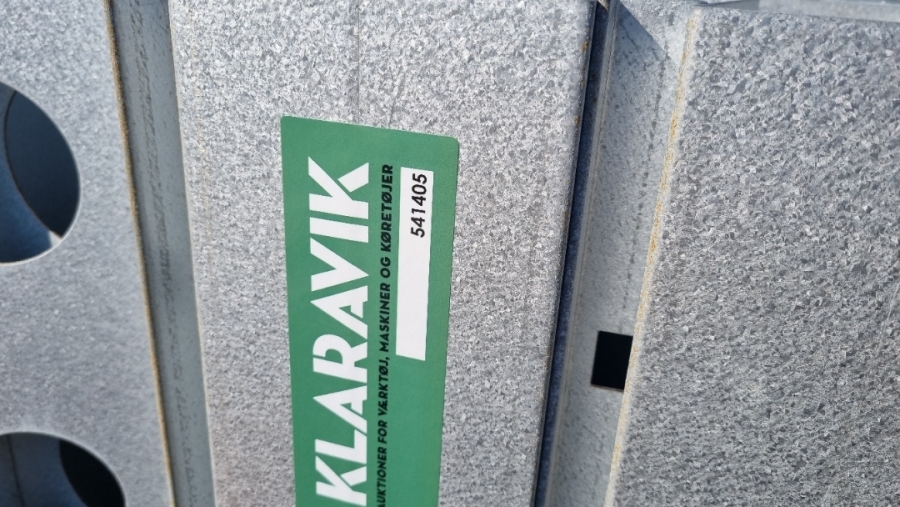 KLARAVIK
AUKTIONER FOR VÆRKTØJ, MASKINER OG KØRETØJER
541405